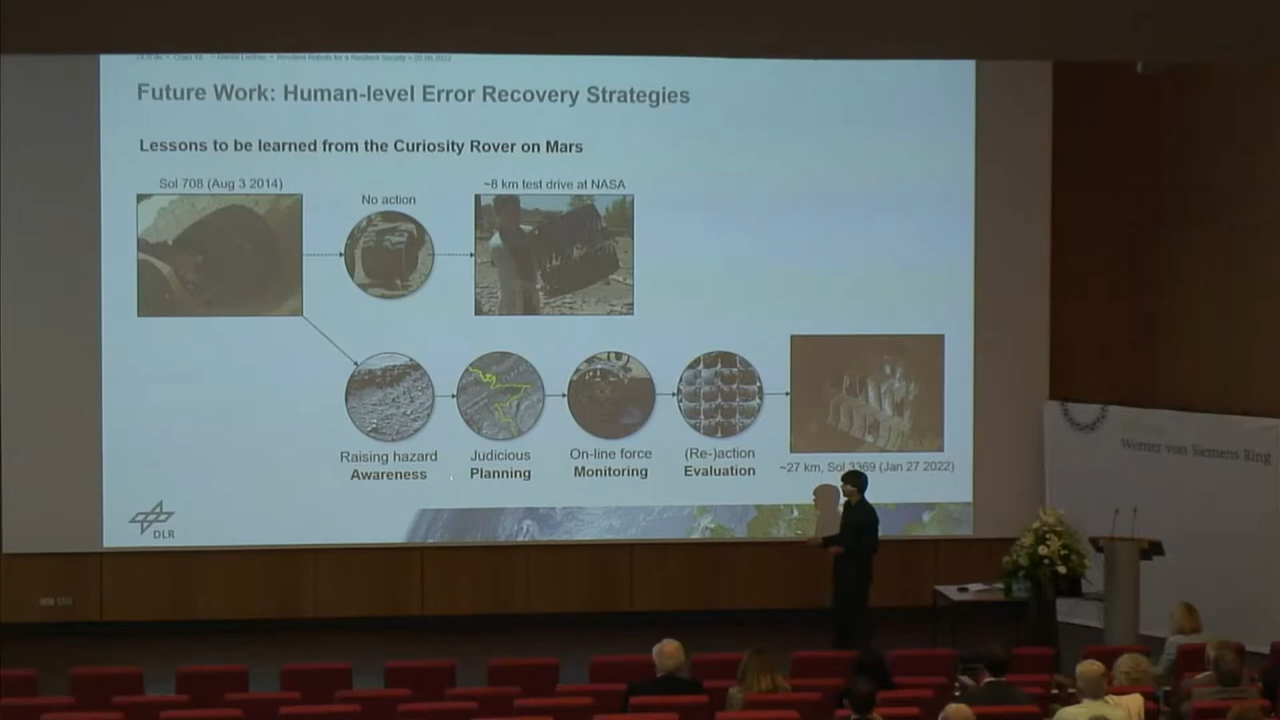 Future Work: Human-level Error Recovery Strategies
Lessons to be learned from the Curiosity Rover on Mars
Sol 708 (Aug 3 2014)
No action
~8 km test drive at NASA
Raising hazard
Awareness
Judicious
Planning
On-line force
Monitoring
(Re-)action
Evaluation
~27 km, Sol 3369 (Jan 27 2022)
DLR
Werner von Siemens Ring